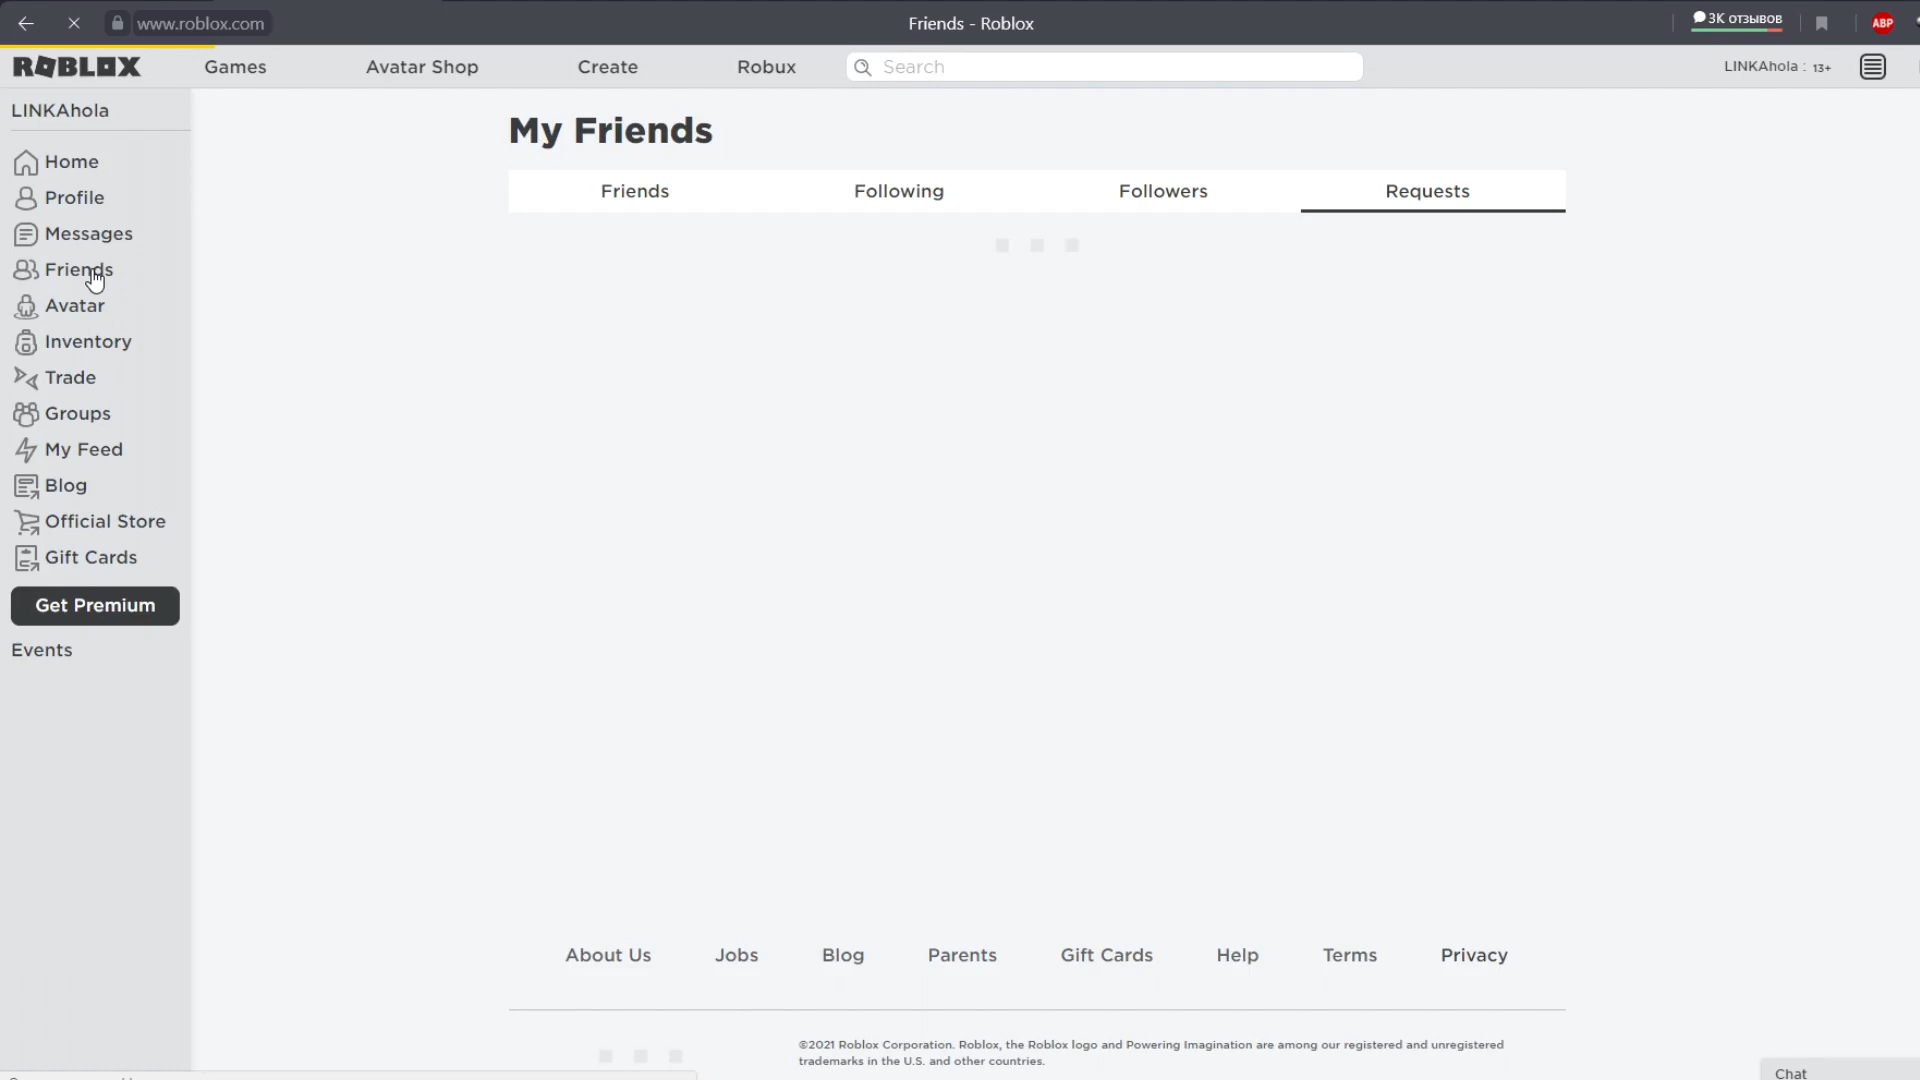 www.roblox.com
Friends - Roblox
3К отзывов
ABP
ROBLOX
Games
Avatar Shop
Create
Robux
Search
LINKAhola : 13+
LINKAhola
Home
Profile
Messages
Friends
Avatar
Inventory
Trade
Groups
My Feed
Blog
Official Store
Gift Cards
Get Premium
Events
My Friends
Friends
Following
Followers
Requests
About Us
Jobs
Blog
Parents
Gift Cards
Help
Terms
Privacy
©2021 Roblox Corporation. Roblox, the Roblox logo and Powering Imagination are among our registered and unregistered
trademarks in the U.S. and other countries.
Chat